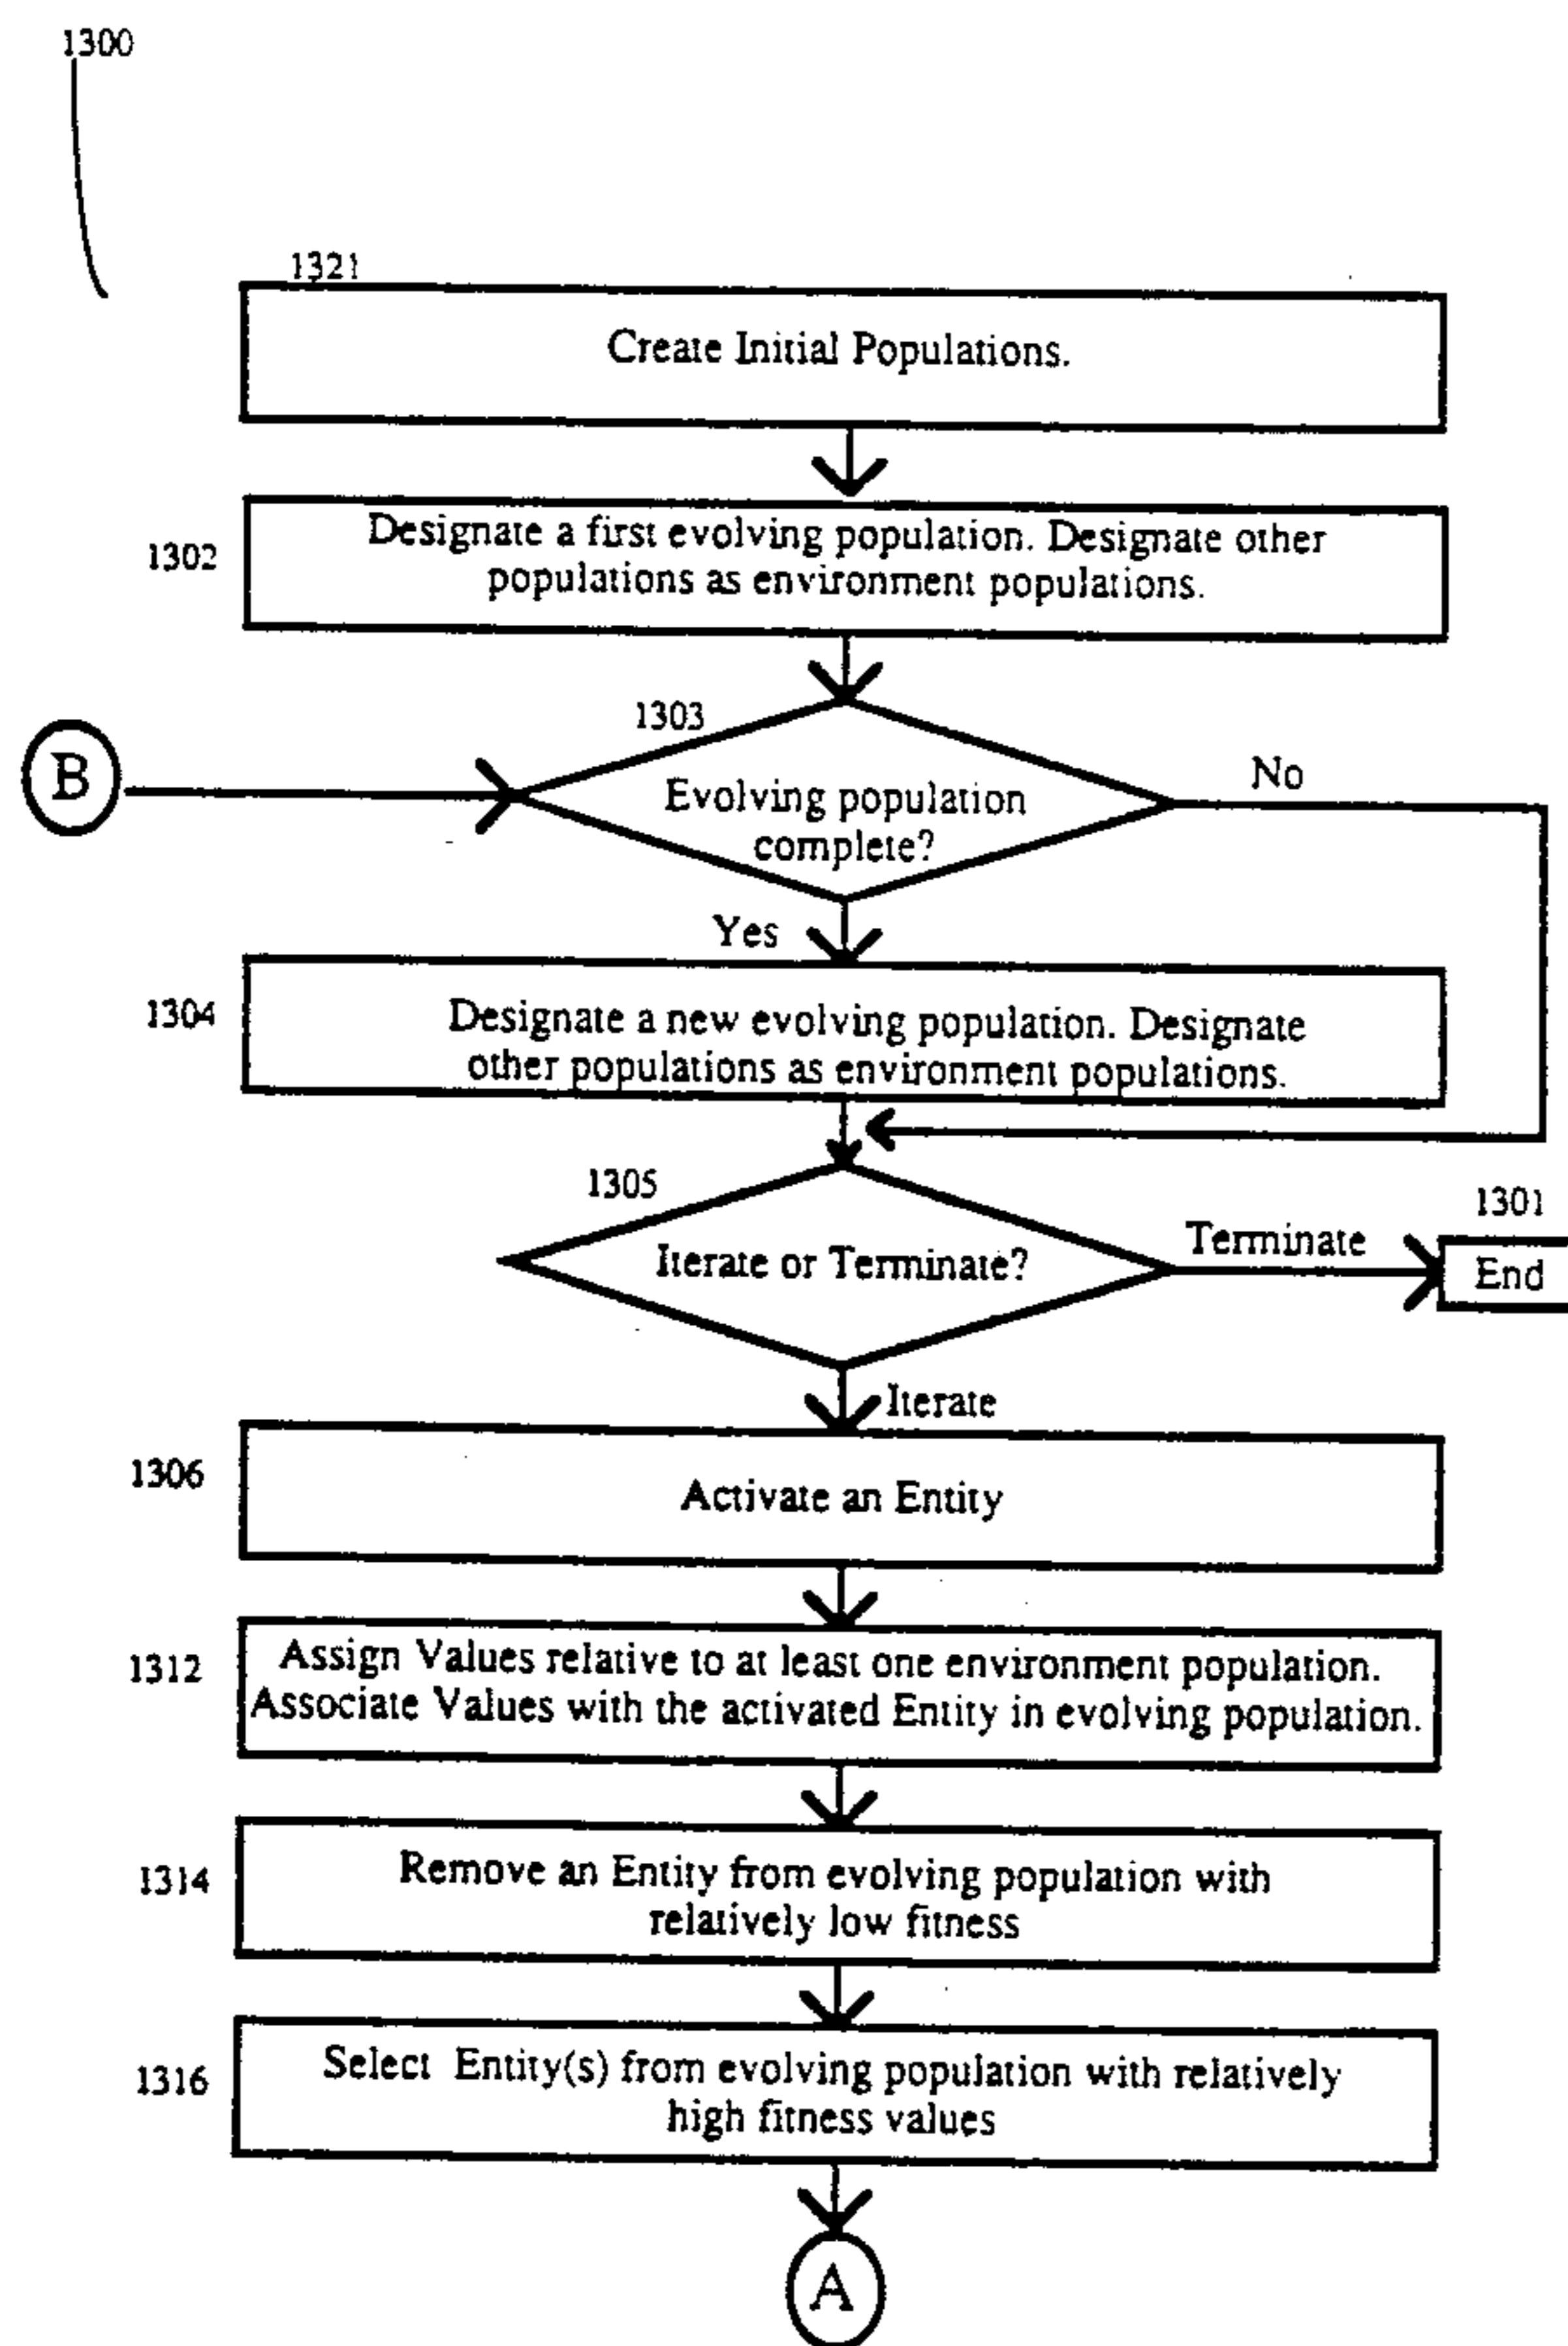 1300
1321
Create Initial Populations.
1302
Designate a first evolving population. Designate other
populations as environment populations.
1303
B
No
Evolving population
complete?
Yes
1304
Designate a new evolving population. Designate
other populations as environment populations.
1305
1301
Iterate or Terminate?
Terminate
End
Iterate
1306
Activate an Entity
1312
Assign Values relative to at least one environment population.
Associate Values with the activated Entity in evolving population.
1314
Remove an Entity from evolving population with
relatively low fitness
1316
Select Entity(s) from evolving population with relatively
high fitness values
A